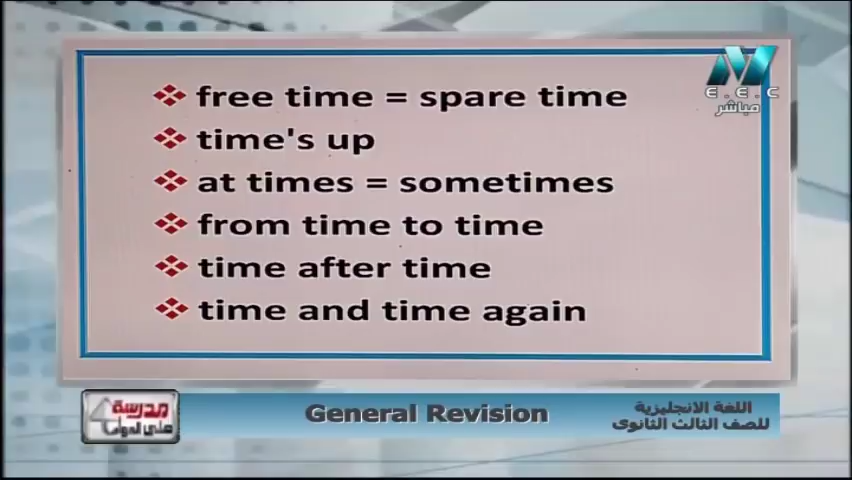 free time = spare time
time's up
at times = sometimes
from time to time
time after time
time and time again
E.E.C
مباشر
General Revision
اللغة الانجليزية
للصف الثالث الثانوى
مدرسة
على الهواء